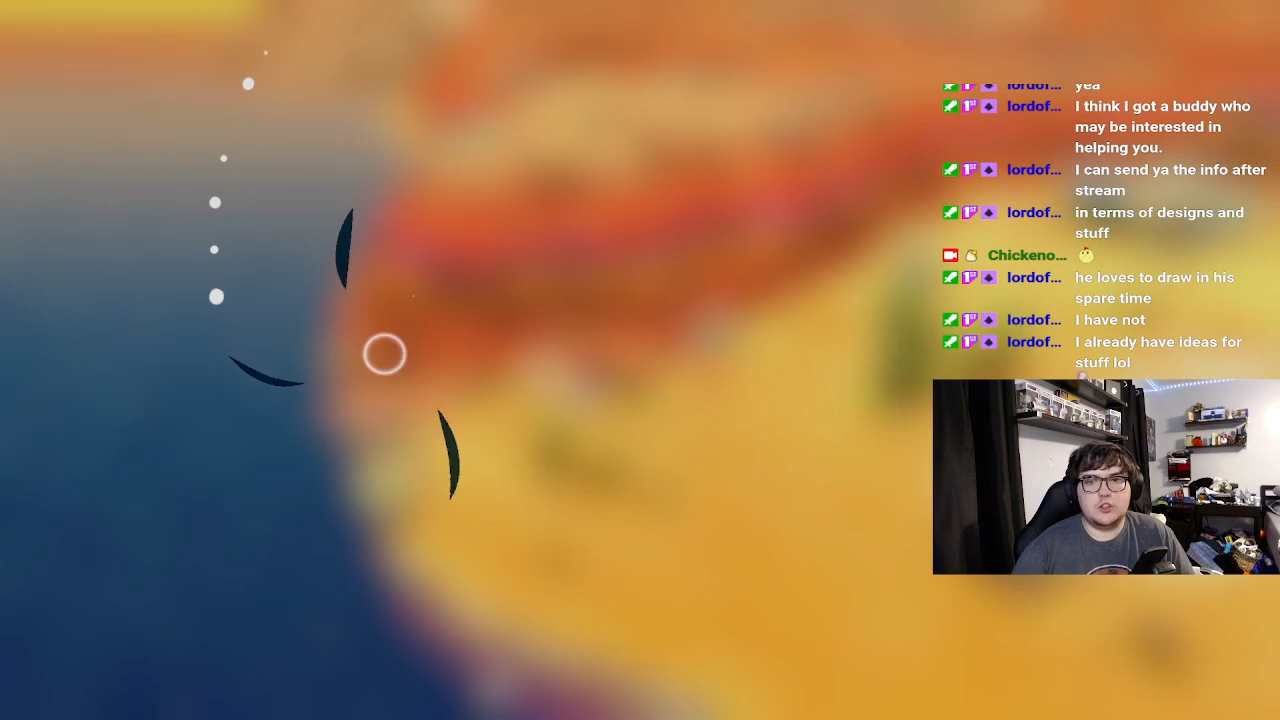 lordof... yea
lordof... I think I got a buddy who
may be interested in
helping you.
lordof... I can send ya the info after
stream
lordof... in terms of designs and
stuff
Chickeno...
lordof... he loves to draw in his
spare time
lordof... I have not
lordof... I already have ideas for
stuff lol